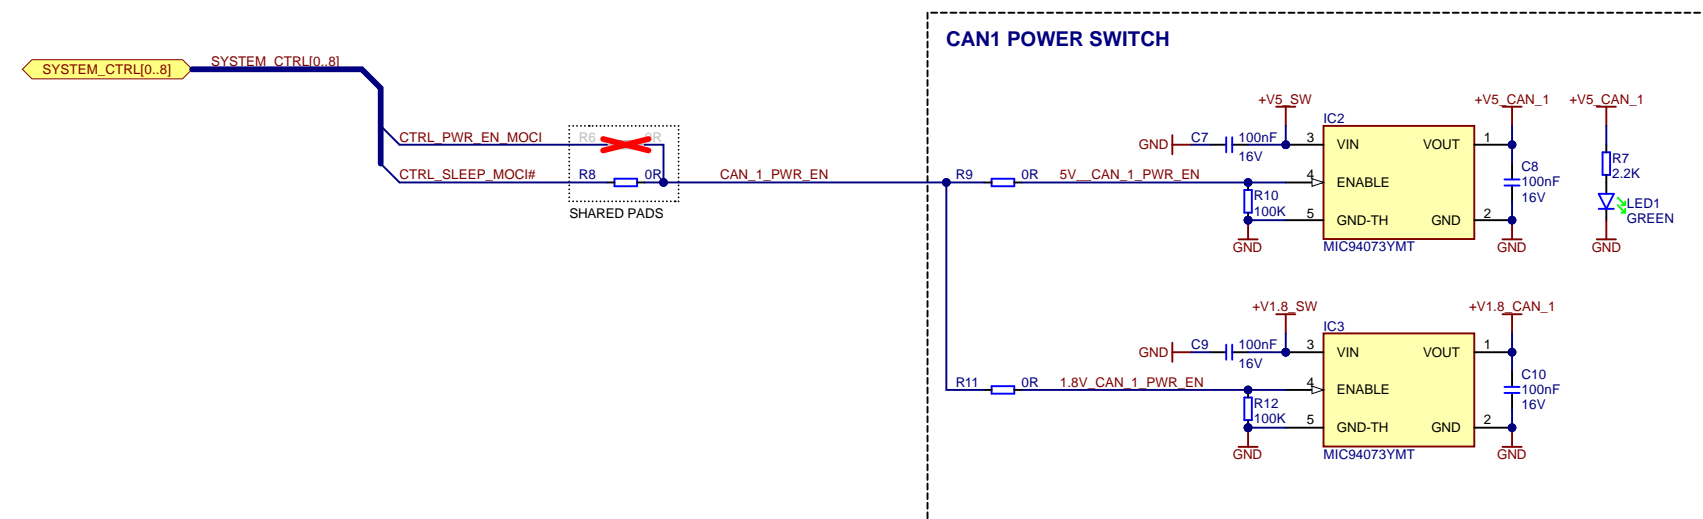 CAN1 POWER SWITCH
SYSTEM_CTRL[0..8]
SYSTEM_CTRL[0..8]
CTRL_PWR_EN_MOCI
R6 0R
CTRL_SLEEP_MOCI#
R8 0R
SHARED PADS
CAN_1_PWR_EN
R9 0R
5V__CAN_1_PWR_EN
+V5_SW
GND
C7 100nF
16V
R10
100K
GND
IC2
3 VIN VOUT 1
4 ENABLE
5 GND-TH GND 2
MIC94073YMT
+V5_CAN_1
C8
100nF
16V
GND
+V5_CAN_1
R7
2.2K
LED1
GREEN
GND
R11 0R
1.8V_CAN_1_PWR_EN
+V1.8_SW
GND
C9 100nF
16V
R12
100K
GND
IC3
3 VIN VOUT 1
4 ENABLE
5 GND-TH GND 2
MIC94073YMT
+V1.8_CAN_1
C10
100nF
16V
GND